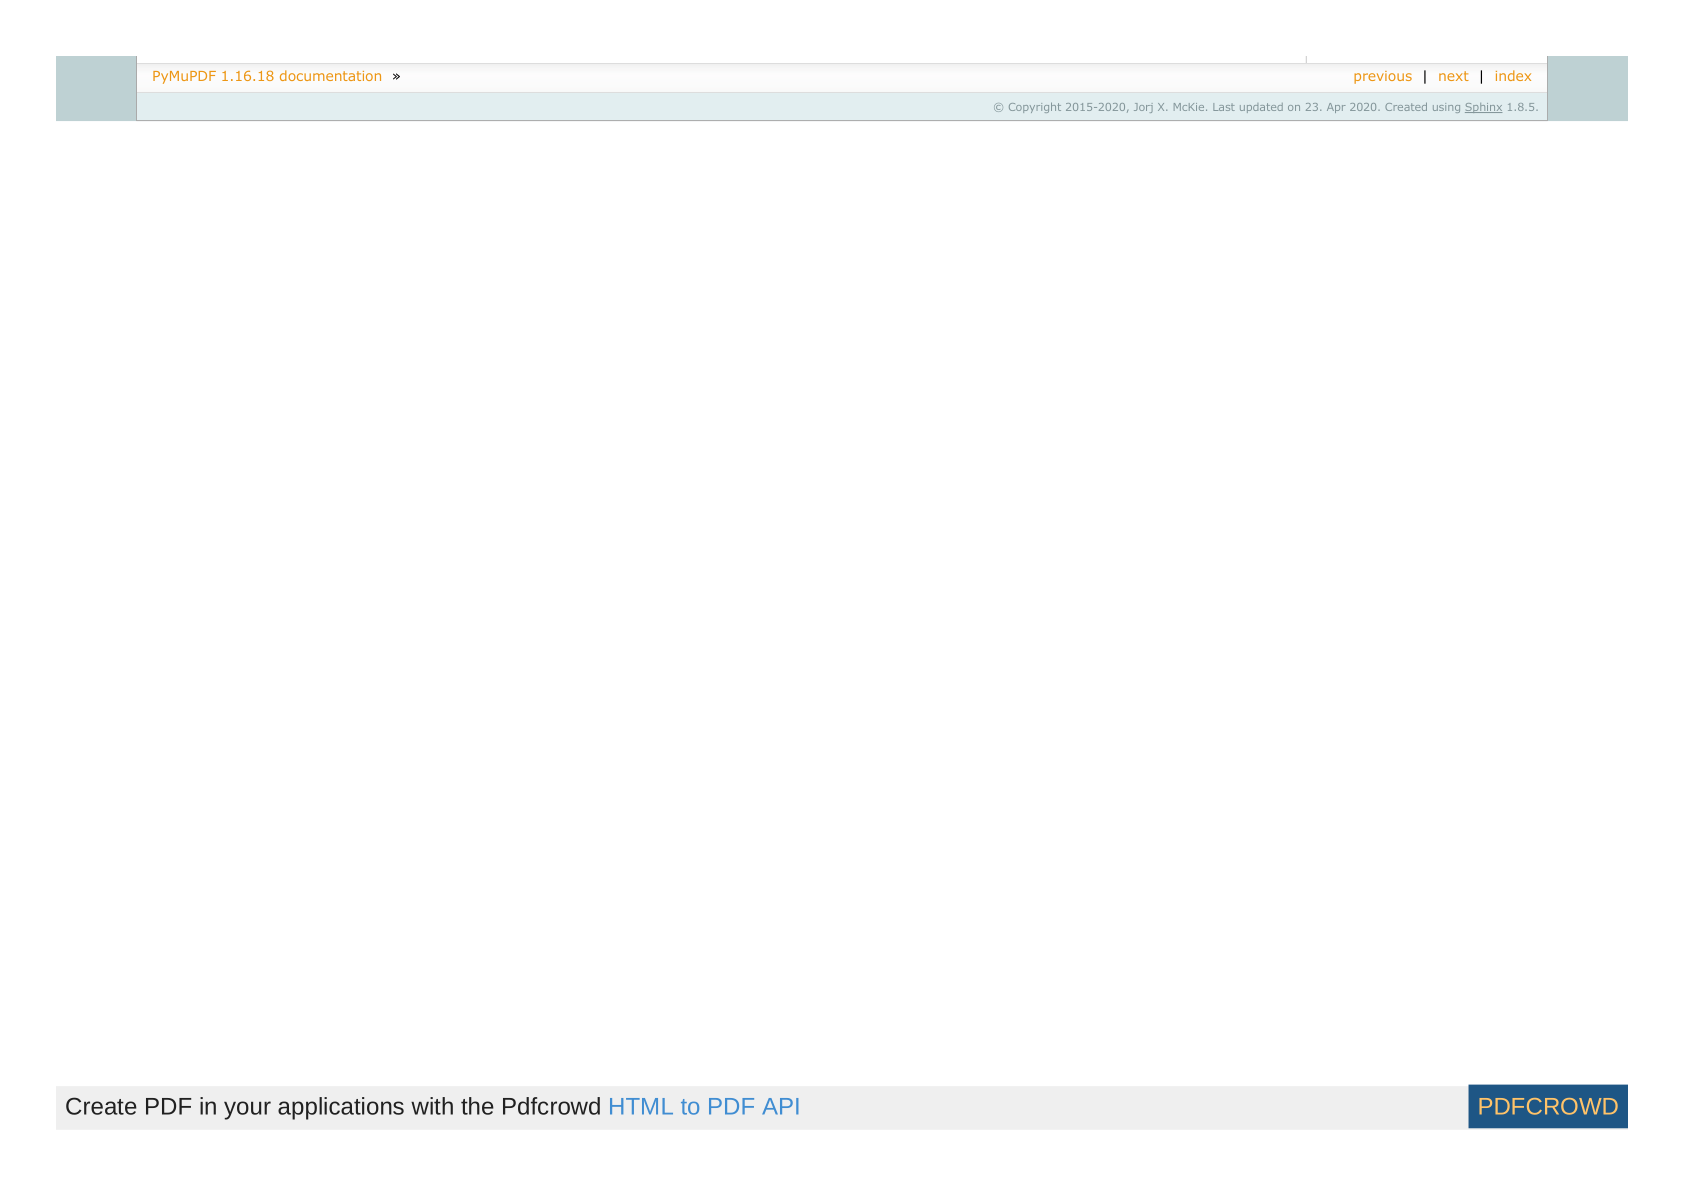 PyMuPDF 1.16.18 documentation » previous | next | index
© Copyright 2015-2020, Jorj X. McKie. Last updated on 23. Apr 2020. Created using Sphinx 1.8.5.
Create PDF in your applications with the Pdfcrowd HTML to PDF API PDFCROWD